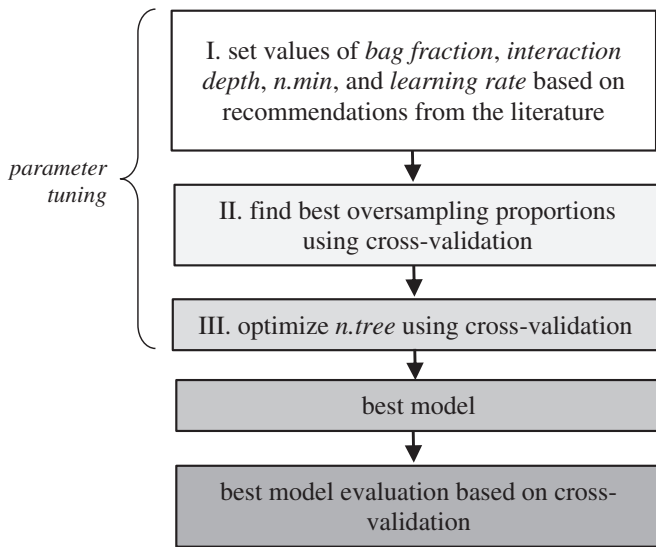 I. set values of bag fraction, interaction
depth, n.min, and learning rate based on
recommendations from the literature
parameter
tuning
II. find best oversampling proportions
using cross-validation
III. optimize n.tree using cross-validation
best model
best model evaluation based on cross-
validation